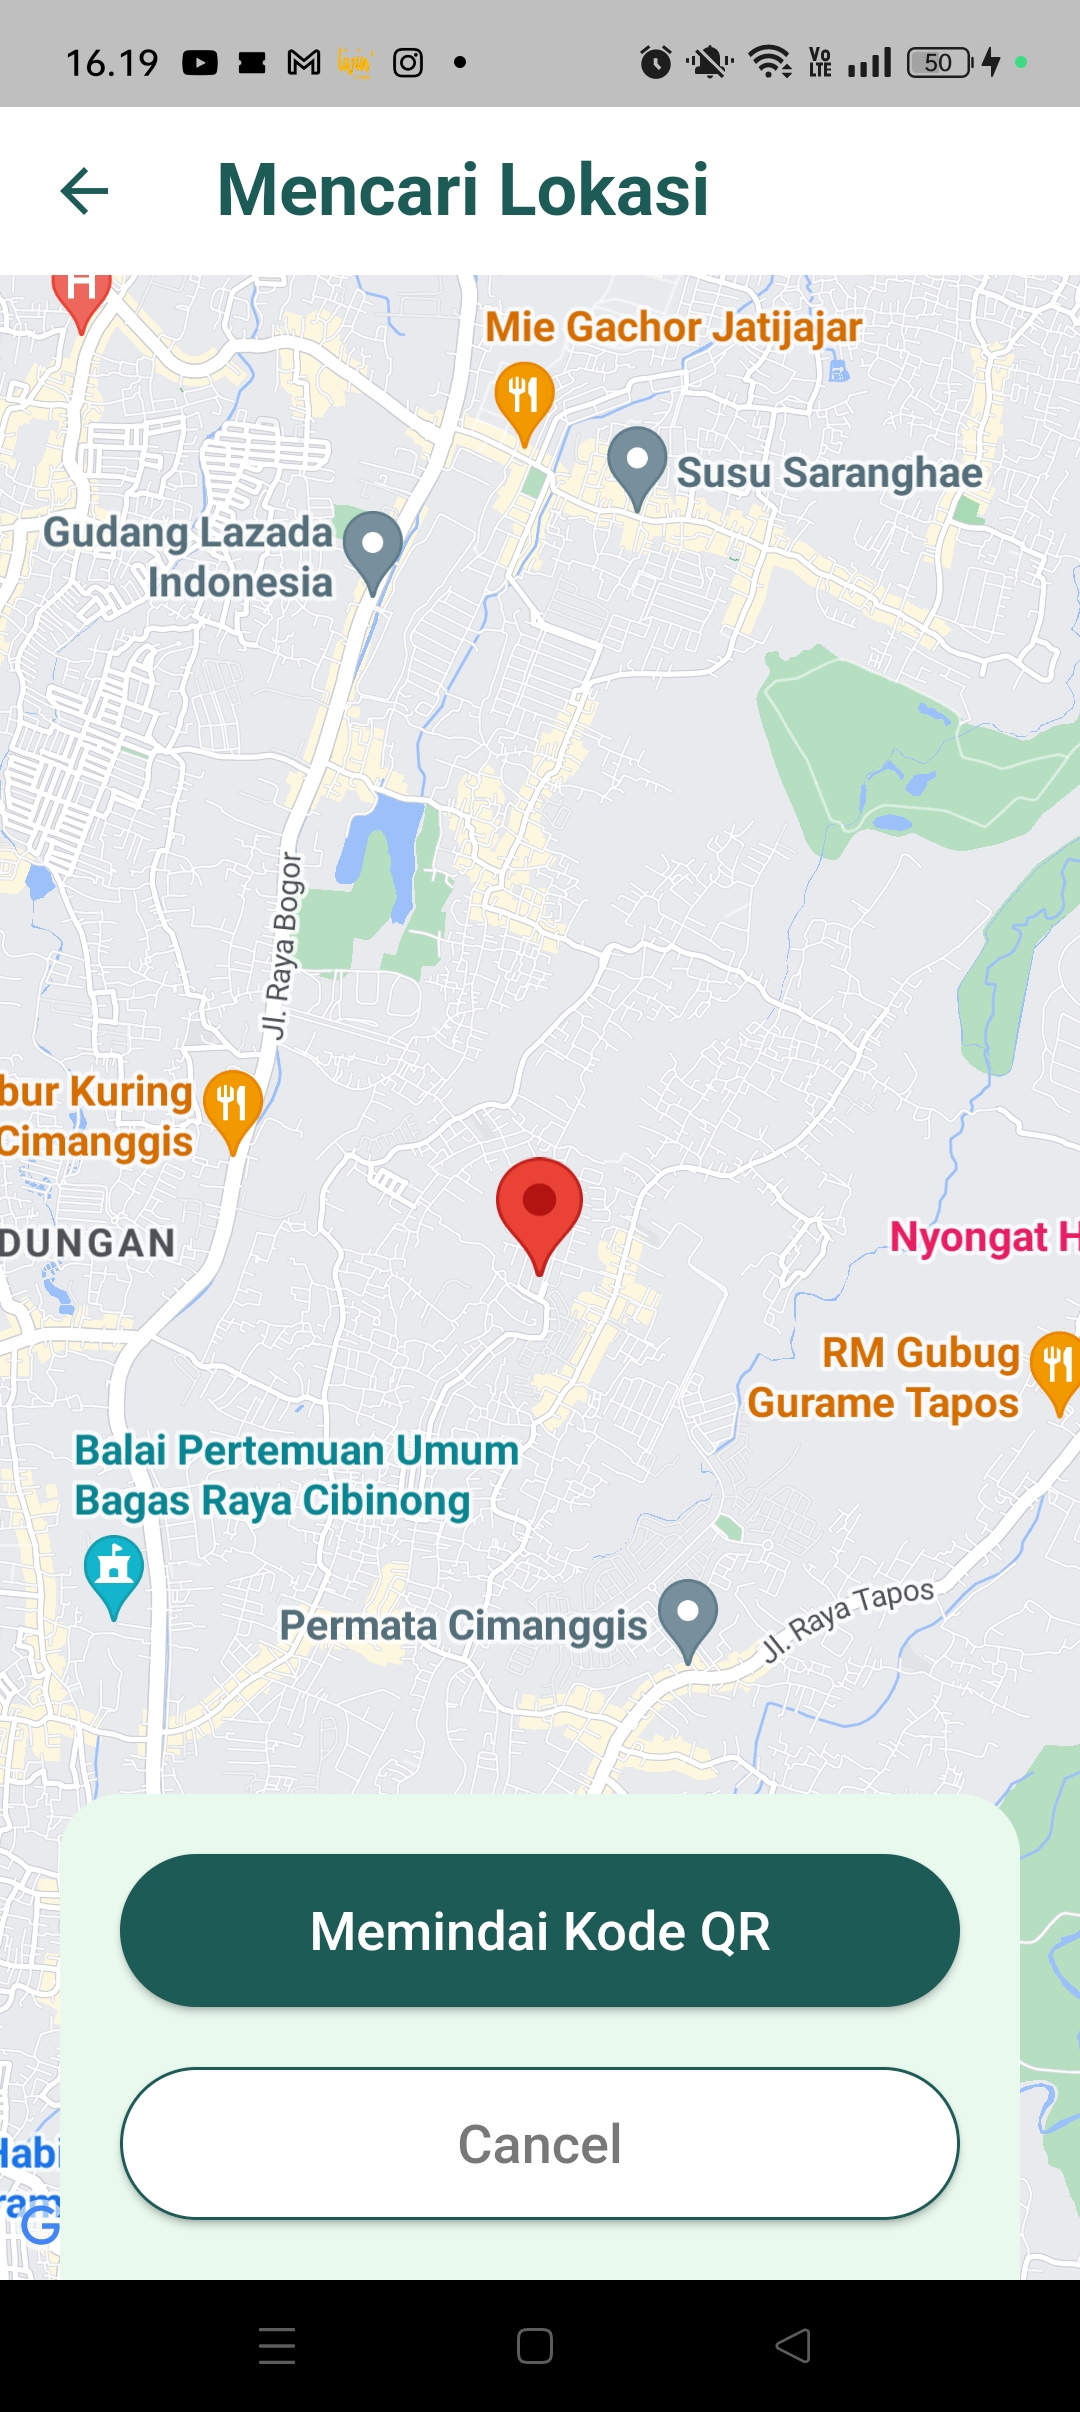 16.19
VO
LTE
50
Mencari Lokasi
H
Mie Gachor Jatijajar
Susu Saranghae
Gudang Lazada
Indonesia
Jl. Raya Bogor
bur Kuring
Cimanggis
DUNGAN
Nyongat H
RM Gubug
Gurame Tapos
Balai Pertemuan Umum
Bagas Raya Cibinong
Permata Cimanggis
Jl. Raya Tapos
Memindai Kode QR
Cancel
Habi
ram
G